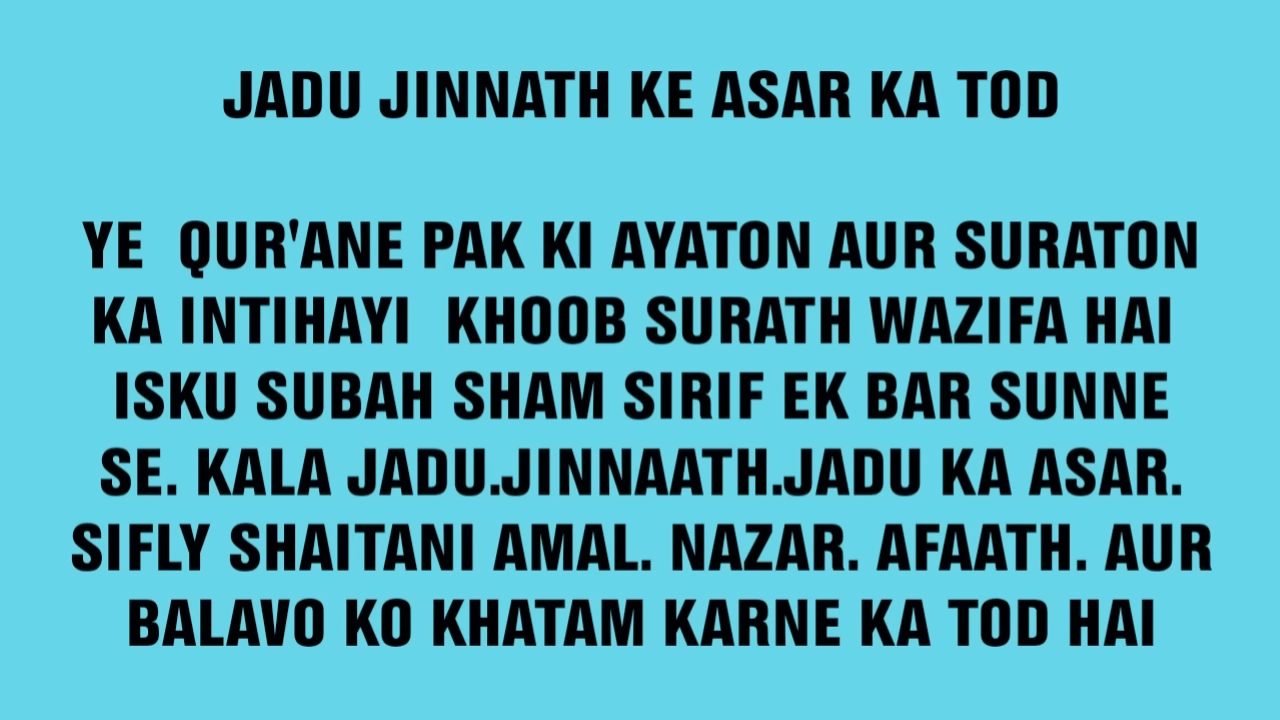 JADU JINNATH KE ASAR KA TOD
YE QUR'ANE PAK KI AYATON AUR SURATON
KA INTIHAYI KHOOB SURATH WAZIFA HAI
ISKU SUBAH SHAM SIRIF EK BAR SUNNE
SE. KALA JADU.JINNAATH.JADU KA ASAR.
SIFLY SHAITANI AMAL. NAZAR. AFAATH. AUR
BALAVO KO KHATAM KARNE KA TOD HAI